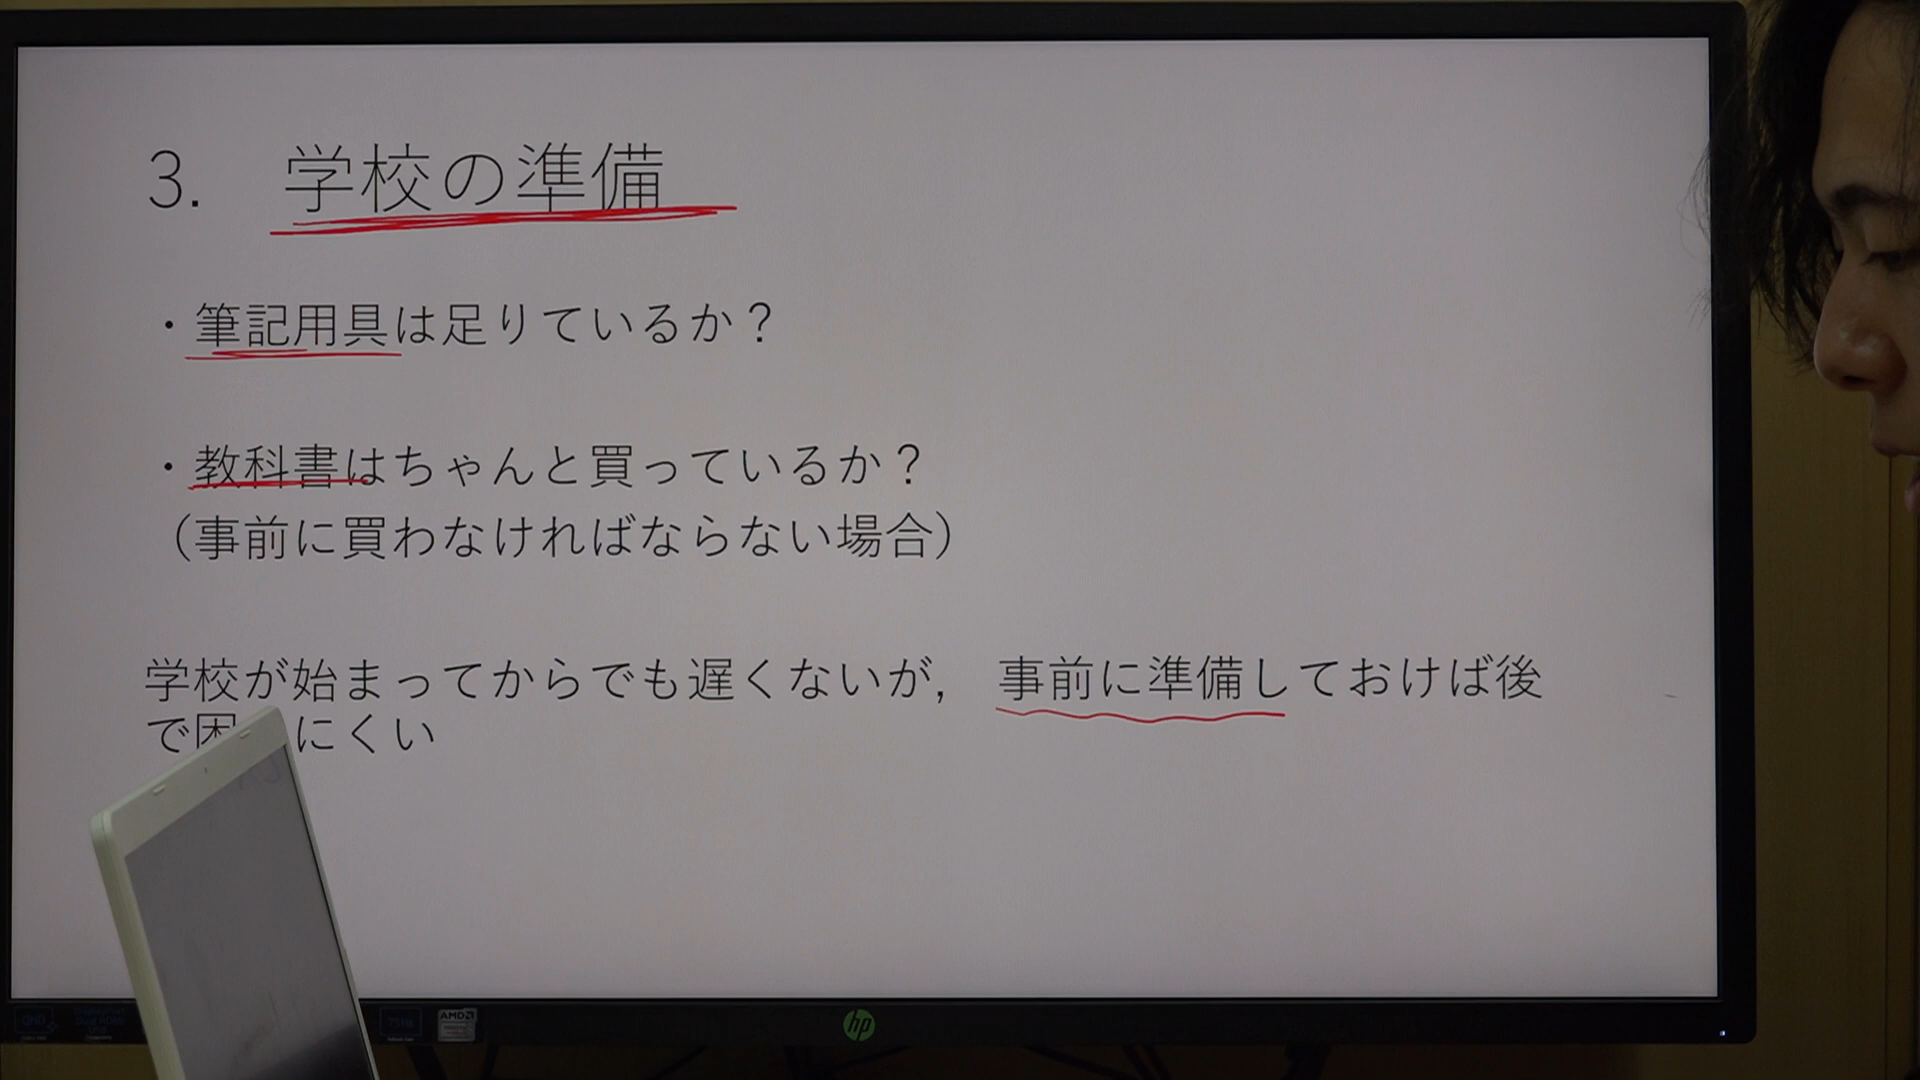 3. 学校の準備
・筆記用具は足りているか？
・教科書はちゃんと買っているか？
（事前に買わなければならない場合）
学校が始まってからでも遅くないが, 事前に準備しておけば後
で困 にくい
AMD
hp